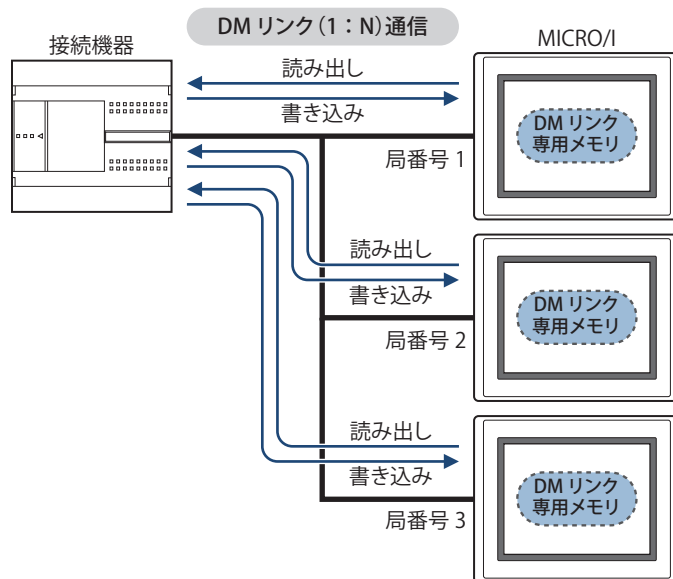 DM リンク（1：N）通信
接続機器
MICRO/I
読み出し
書き込み
DM リンク
専用メモリ
局番号 1
読み出し
書き込み
DM リンク
専用メモリ
局番号 2
読み出し
書き込み
DM リンク
専用メモリ
局番号 3